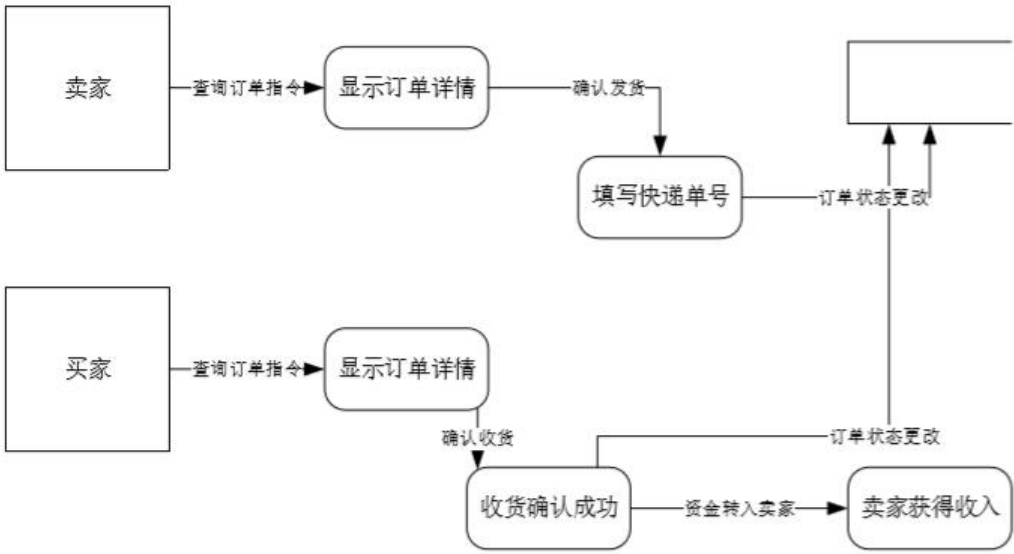 卖家
查询订单指令
显示订单详情
确认发货
填写快递单号
订单状态更改
买家
查询订单指令
显示订单详情
确认收货
订单状态更改
收货确认成功
资金转入卖家
卖家获得收入